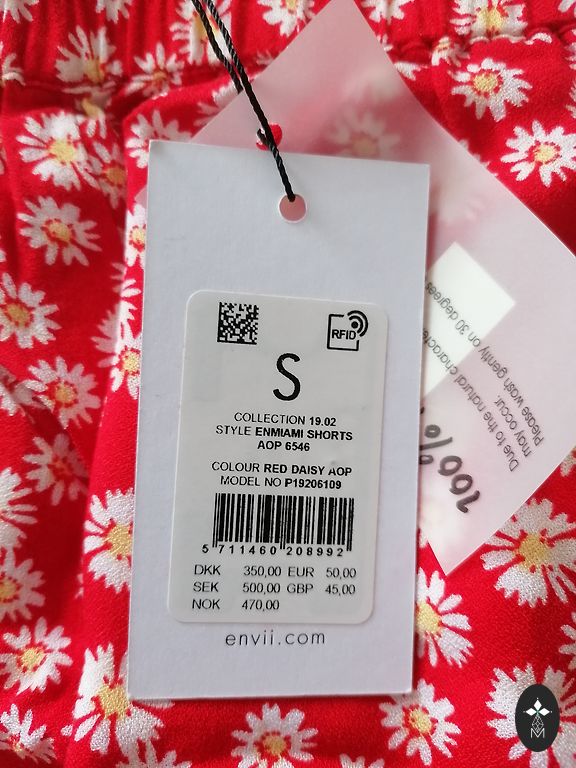 RFID
S
COLLECTION 19.02
STYLE ENMIAMI SHORTS
AOP 6546
COLOUR RED DAISY AOP
MODEL NO P19206109
5 711460 208992
DKK 350,00 EUR 50,00
SEK 500,00 GBP 45,00
NOK 470,00
envii.com
Due to the natural
may occur.
Please wash gently on 30 degrees
100%
M